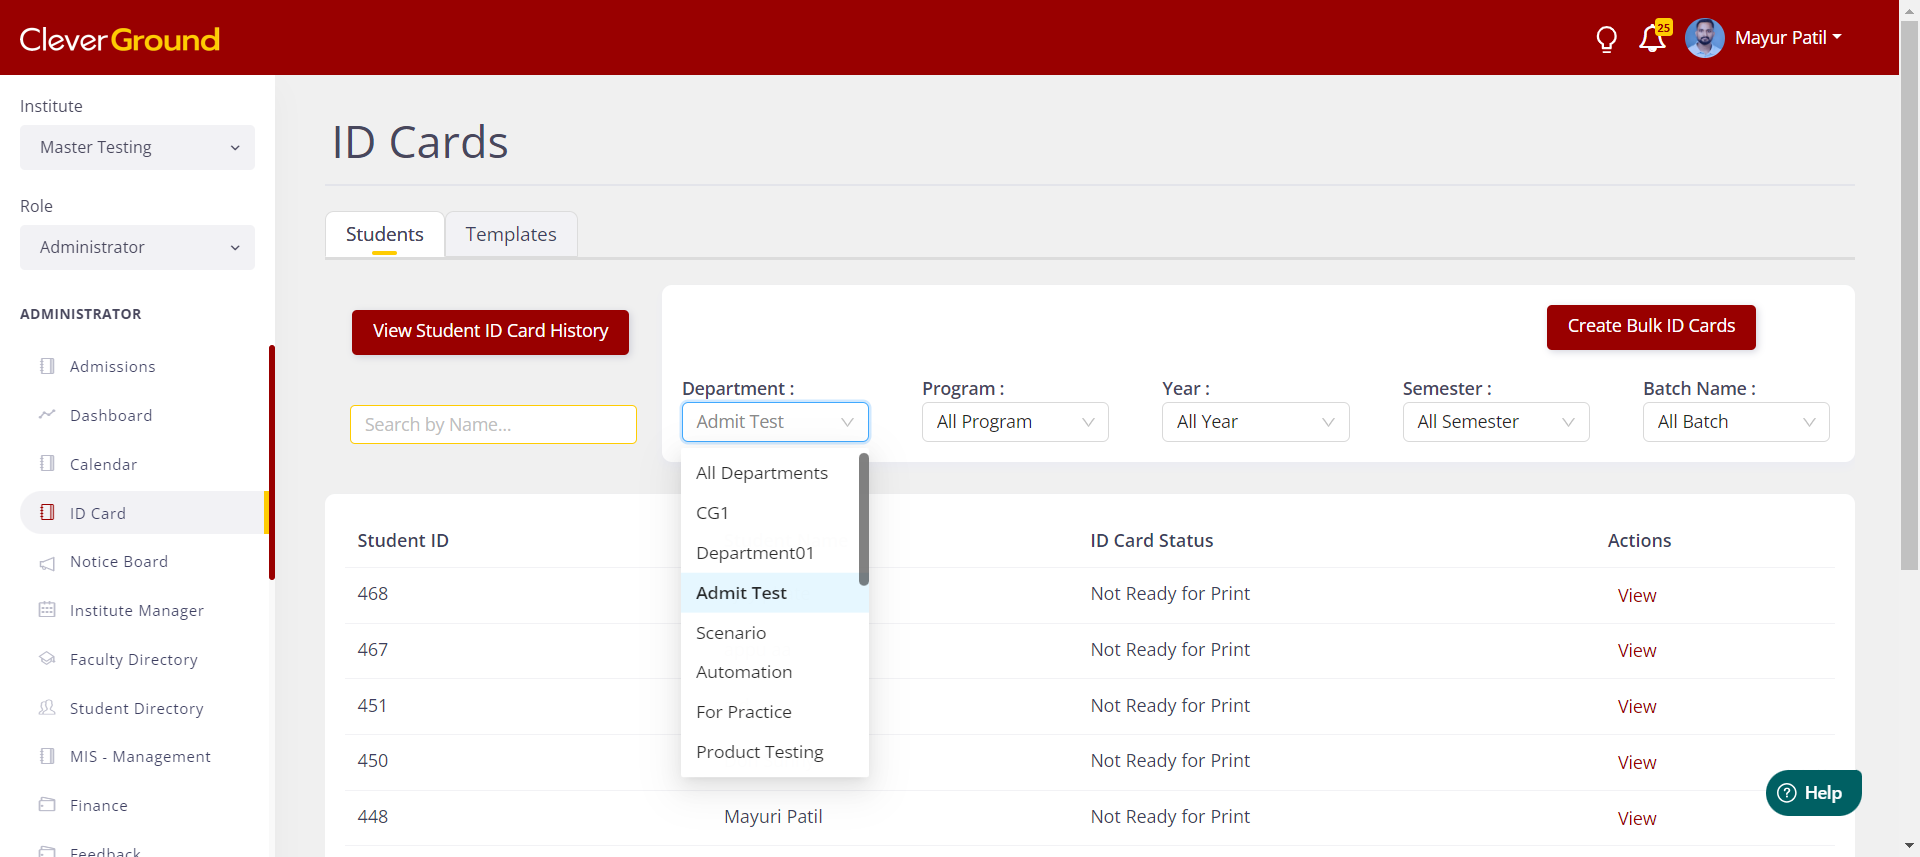 CleverGround
25
Mayur Patil
Institute
Master Testing
Role
Administrator
ADMINISTRATOR
Admissions
Dashboard
Calendar
ID Card
Notice Board
Institute Manager
Faculty Directory
Student Directory
MIS - Management
Finance
Feedback
ID Cards
Students Templates
View Student ID Card History
Create Bulk ID Cards
Search by Name...
Department : Program : Year : Semester : Batch Name :
Admit Test All Program All Year All Semester All Batch
All Departments
CG1
Department01
Admit Test
Scenario
Automation
For Practice
Product Testing
Student ID ID Card Status Actions
468 Not Ready for Print View
467 Not Ready for Print View
451 Not Ready for Print View
450 Not Ready for Print View
448 Mayuri Patil Not Ready for Print View
Help